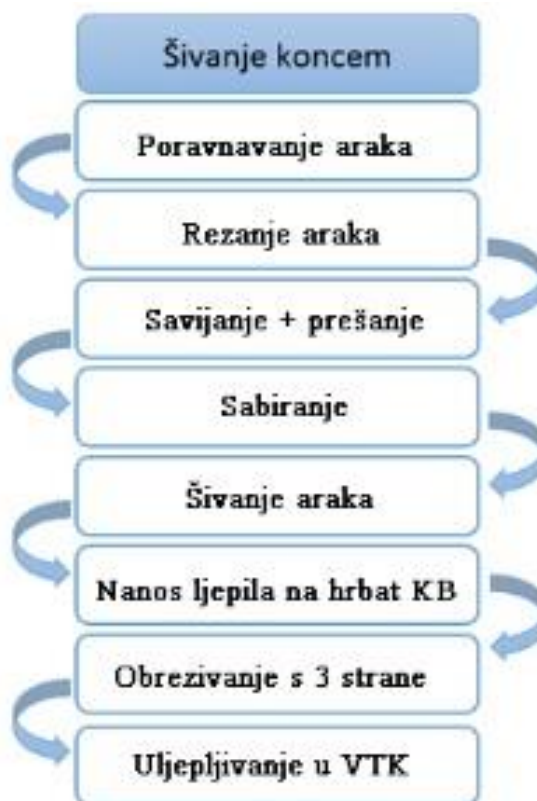 Šivanje koncem
Poravnavanje araka
Rezanje araka
Savijanje + prešanje
Sabiranje
Šivanje araka
Nanos ljepila na hrbat KB
Obrezivanje s 3 strane
Uljepljivanje u VTK